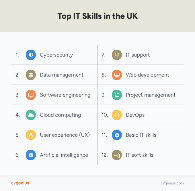 Top IT Skills in the UK
1. Cybersecurity
2. Data management
3. Software engineering
4. Cloud computing
5. User experience (UX)
6. Artificial intelligence
7. IT support
8. Web development
9. Project management
10. DevOps
11. Basic IT skills
12. IT soft skills